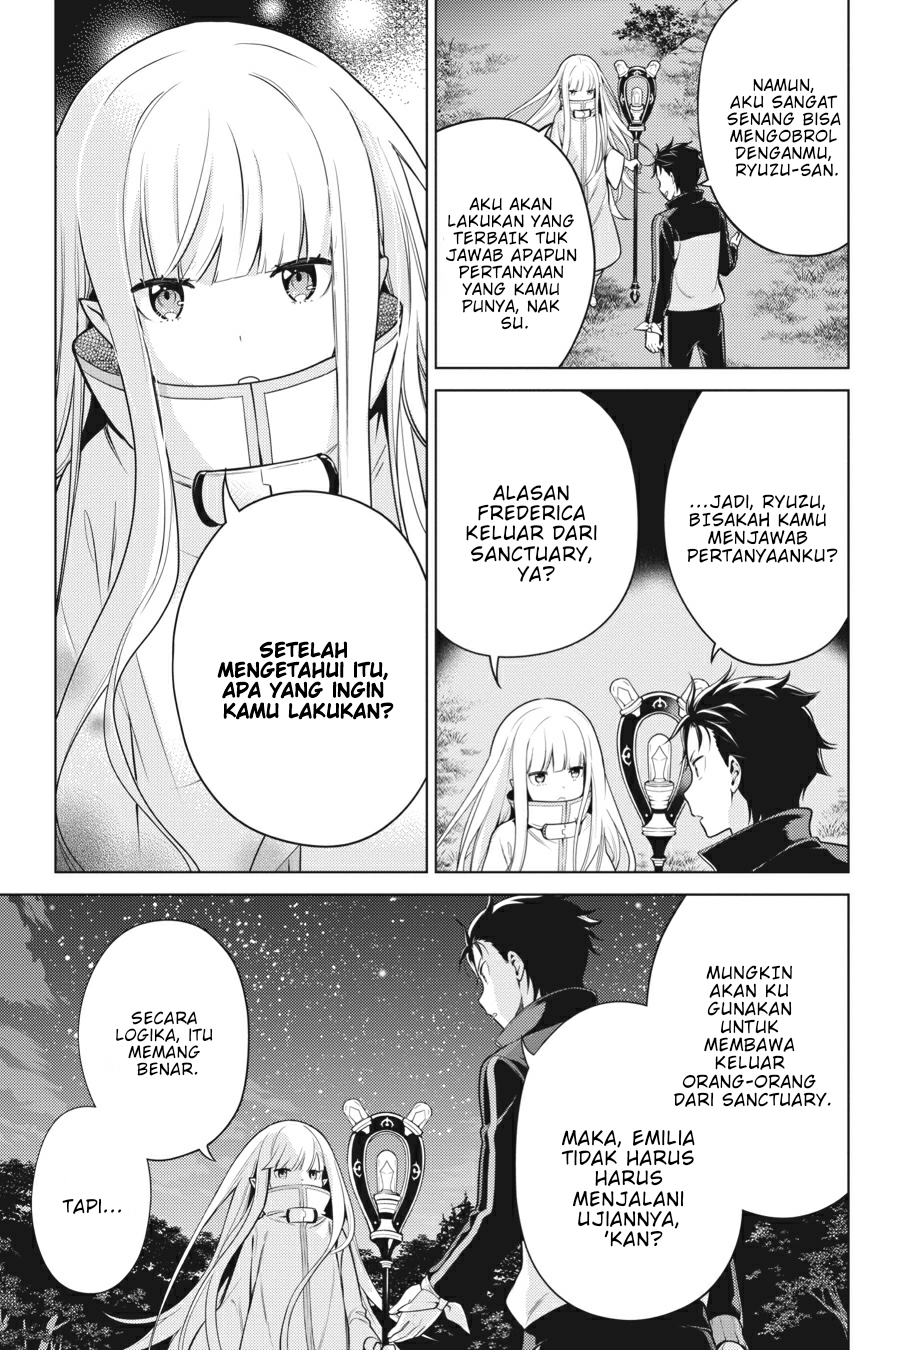 NAMUN,
AKU SANGAT
SENANG BISA
MENGOBROL
DENGANMU,
RYUZU-SAN.
AKU AKAN
LAKUKAN YANG
TERBAIK TUK
JAWAB APAPUN
PERTANYAAN
YANG KAMU
PUNYA, NAK
SU.
...JADI, RYUZU,
BISAKAH KAMU
MENJAWAB
PERTANYAANKU?
ALASAN
FREDERICA
KELUAR DARI
SANCTUARY,
YA?
SETELAH
MENGETAHUI ITU,
APA YANG INGIN
KAMU LAKUKAN?
MUNGKIN
AKAN KU
GUNAKAN
UNTUK
MEMBAWA
KELUAR
ORANG-ORANG
DARI SANCTUARY.
MAKA, EMILIA
TIDAK HARUS
HARUS
MENJALANI
UJIANNYA,
'KAN?
SECARA
LOGIKA, ITU
MEMANG
BENAR.
TAPI...